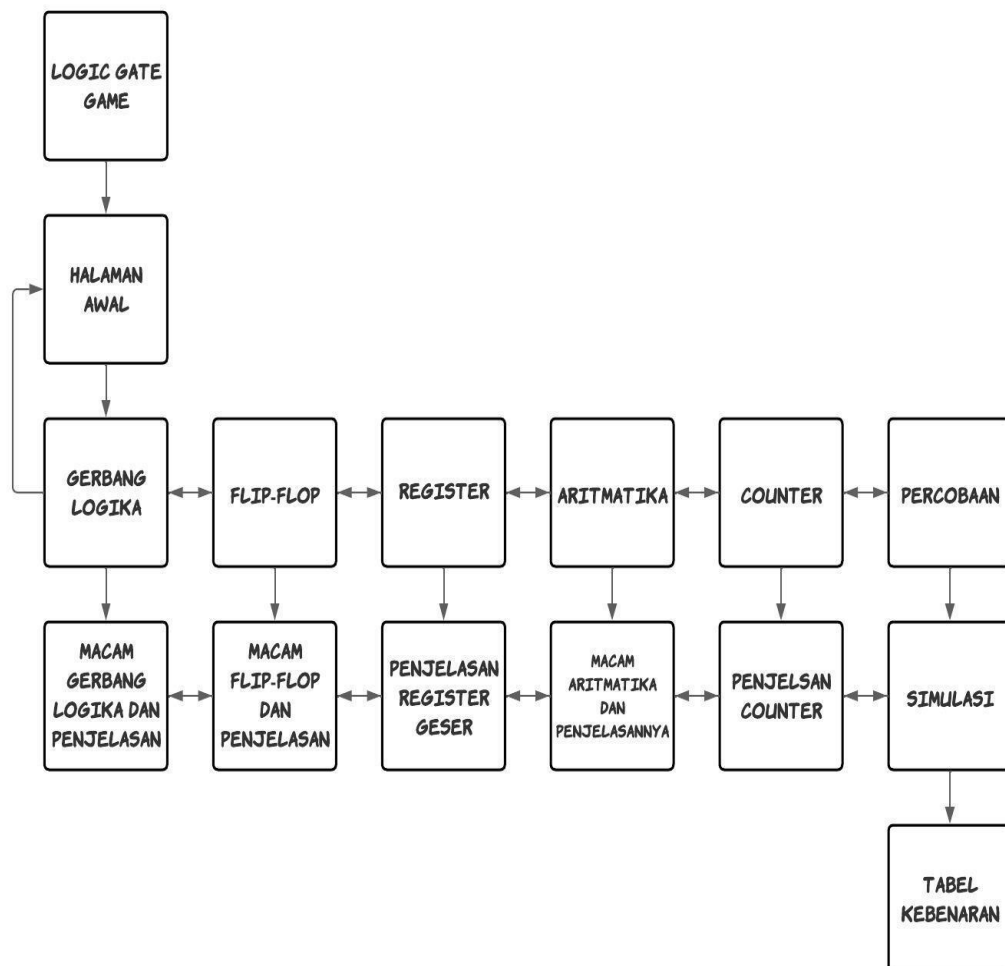 LOGIC GATE
GAME
HALAMAN
AWAL
GERBANG
LOGIKA
FLIP-FLOP
REGISTER
ARITMATIKA
COUNTER
PERCOBAAN
MACAM
GERBANG
LOGIKA DAN
PENJELASAN
MACAM
FLIP-FLOP
DAN
PENJELASAN
PENJELASAN
REGISTER
GESER
MACAM
ARITMATIKA
DAN
PENJELASANNYA
PENJELSAN
COUNTER
SIMULASI
TABEL
KEBENARAN